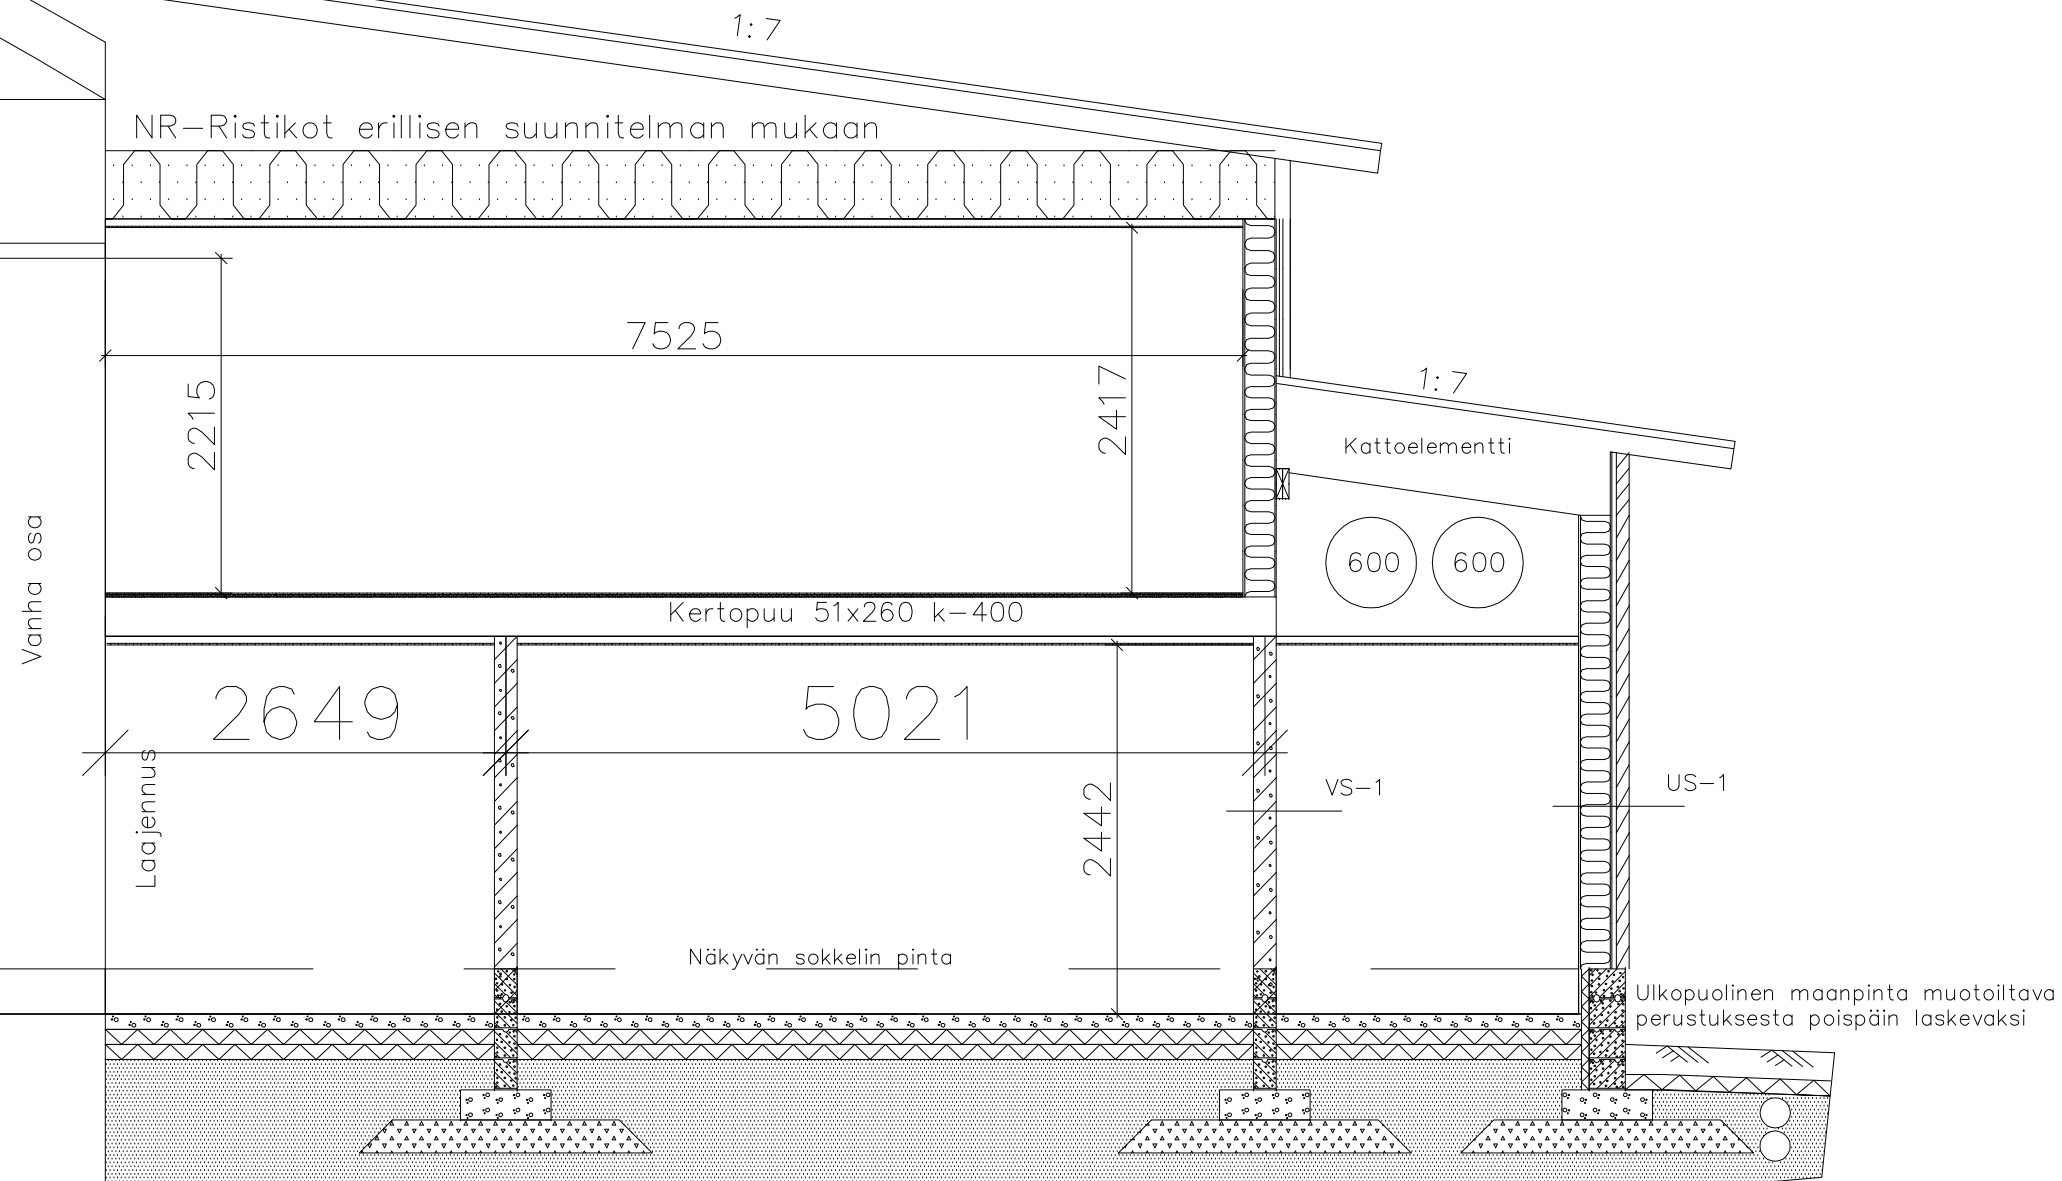 1:7
NR-Ristikot erillisen suunnitelman mukaan
7525
2215
2417
1:7
Kattoelementti
Vanha osa
600
600
Kertopuu 51x260 k-400
2649
5021
Laajennus
2442
VS-1
US-1
Näkyvän sokkelin pinta
Ulkopuolinen maanpinta muotoiltava
perustuksesta poispäin laskevaksi